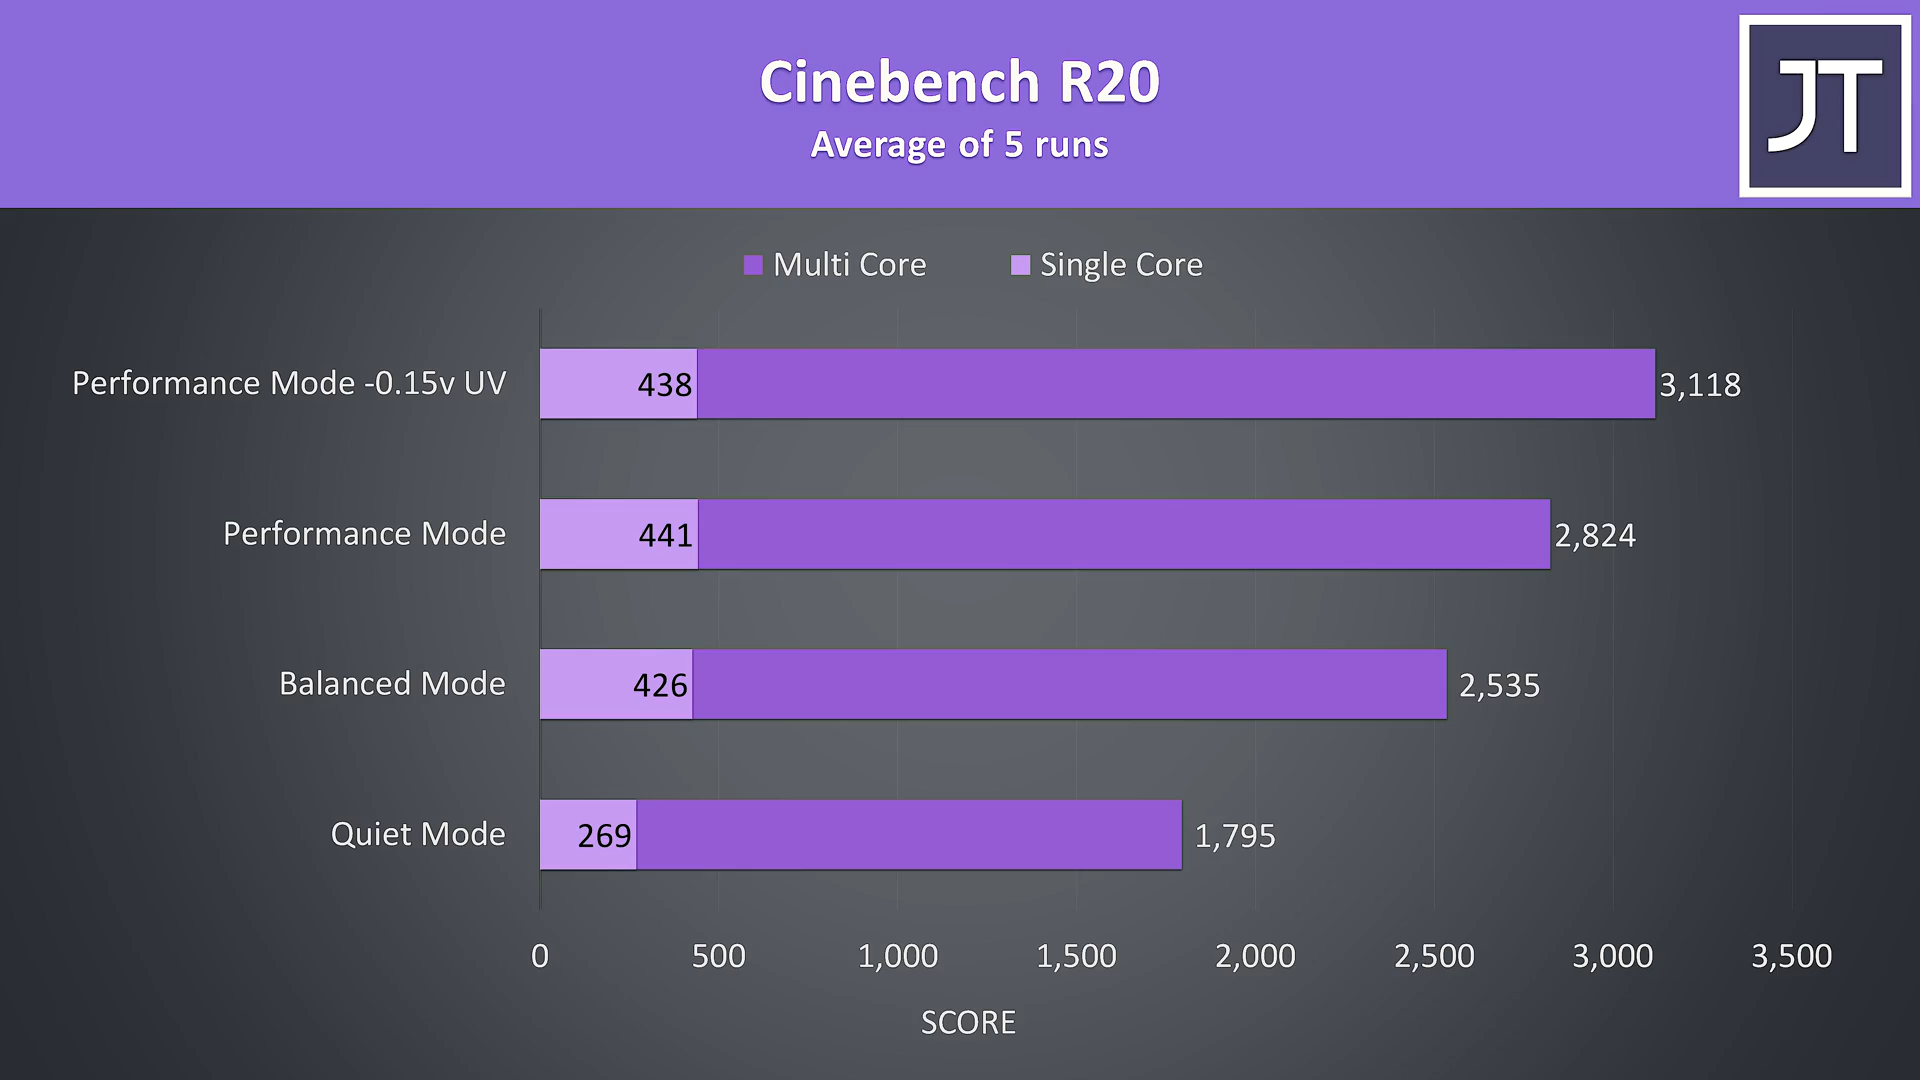 Cinebench R20
Average of 5 runs
JT
Multi Core
Single Core
Performance Mode -0.15v UV
438
3,118
Performance Mode
441
2,824
Balanced Mode
426
2,535
Quiet Mode
269
1,795
0 500 1,000 1,500 2,000 2,500 3,000 3,500
SCORE